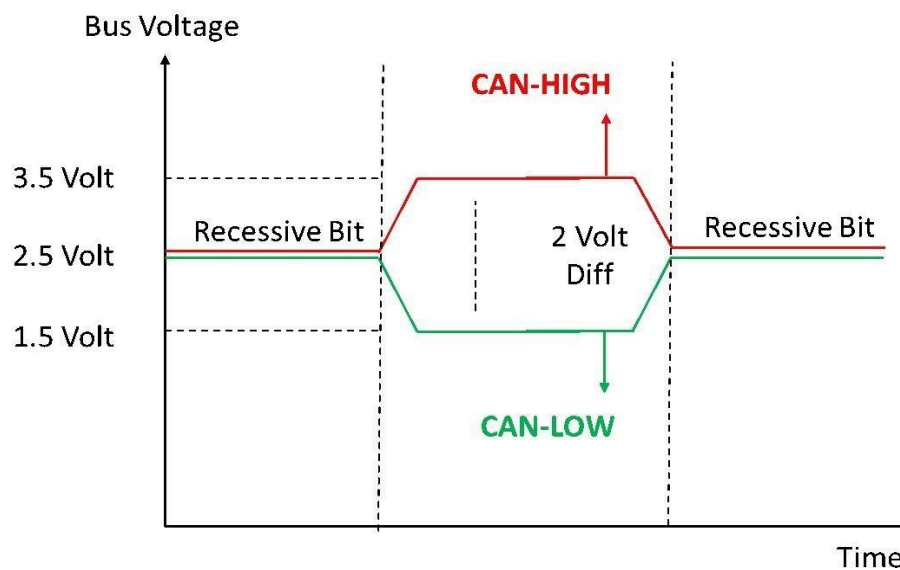 Bus Voltage
CAN-HIGH
3.5 Volt
Recessive Bit
2 Volt
Diff
Recessive Bit
2.5 Volt
1.5 Volt
CAN-LOW
Time